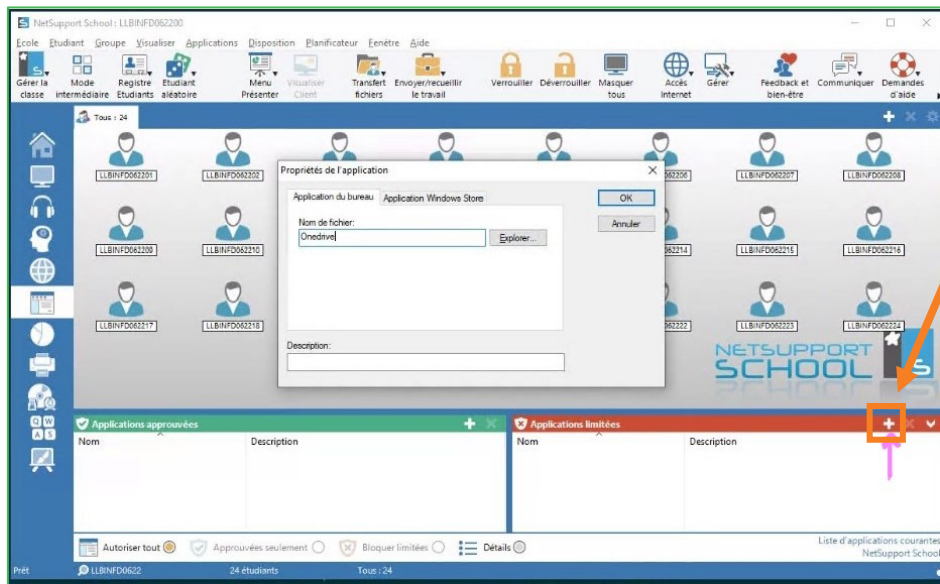 NetSupport School : LLBINFD062200
Ecole Etudiant Groupe Visualiser Applications Disposition Planificateur Fenêtre Aide
Gérer la classe
Mode intermédiaire
Registre Etudiants
Etudiant aléatoire
Menu Présenter
Visualiser Client
Transfert fichiers
Envoyer/recueillir le travail
Verrouiller
Déverrouiller
Masquer tous
Accès Internet
Gérer
Feedback et bien-être
Communiquer
Demandes d'aide
Tous : 24
LLBINFD062201
LLBINFD062202
062206
LLBINFD062207
LLBINFD062208
LLBINFD062209
LLBINFD062210
062214
LLBINFD062215
LLBINFD062216
LLBINFD062217
LLBINFD062218
062222
LLBINFD062223
LLBINFD062224
Propriétés de l'application
Application du bureau
Application Windows Store
OK
Annuler
Nom de fichier:
Onedrive
Explorer...
Description:
NETSUPPORT
SCHOOL
S
Applications approuvées
Applications limitées
Nom Description
Nom Description
Q W
A S
Autoriser tout
Approuvées seulement
Bloquer limitées
Détails
Liste d'applications courantes
NetSupport School
Prêt
LLBINFD0622
24 étudiants
Tous : 24